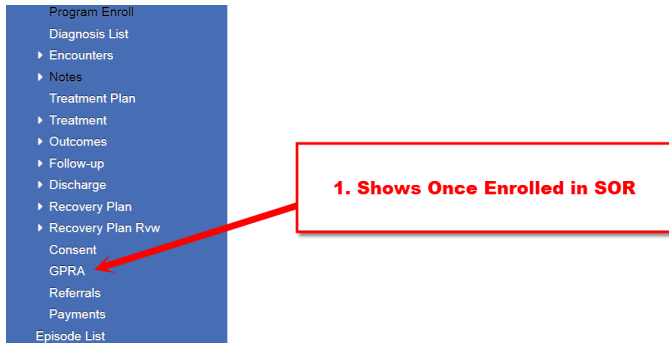 Program Enroll
Diagnosis List
Encounters
Notes
Treatment Plan
Treatment
Outcomes
Follow-up
Discharge
Recovery Plan
Recovery Plan Rvw
Consent
GPRA
Referrals
Payments
Episode List
1. Shows Once Enrolled in SOR